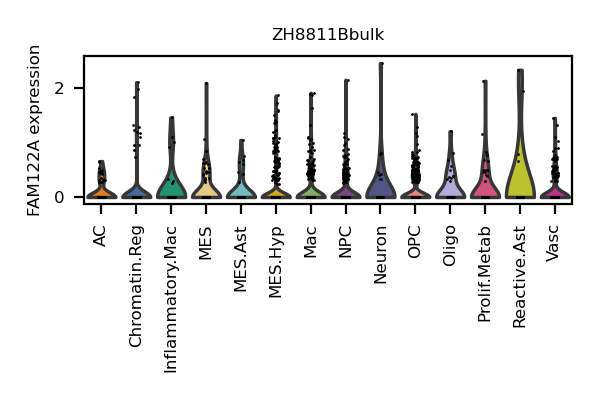 ZH8811Bbulk
FAM122A expression
2
0
AC
Chromatin.Reg
Inflammatory.Mac
MES
MES.Ast
MES.Hyp
Mac
NPC
Neuron
OPC
Oligo
Prolif.Metab
Reactive.Ast
Vasc